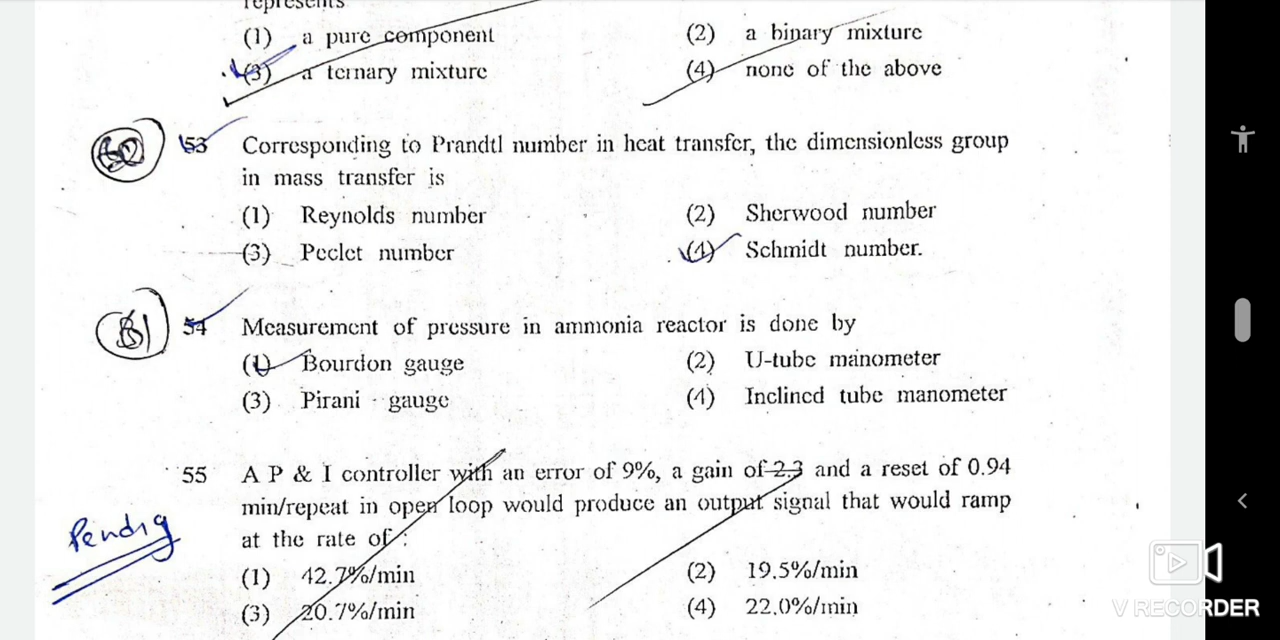 represents
(1) a pure component (2) a binary mixture
(3) a ternary mixture (4) none of the above
53 Corresponding to Prandtl number in heat transfer, the dimensionless group
in mass transfer is
(1) Reynolds number (2) Sherwood number
(3) Peclet number (4) Schmidt number.
54 Measurement of pressure in ammonia reactor is done by
(1) Bourdon gauge (2) U-tube manometer
(3) Pirani gauge (4) Inclined tube manometer
55 A P & I controller with an error of 9%, a gain of 2.3 and a reset of 0.94
min/repeat in open loop would produce an output signal that would ramp
Pendig
at the rate of :
(1) 42.7%/min (2) 19.5%/min
(3) 20.7%/min (4) 22.0%/min
V RECORDER